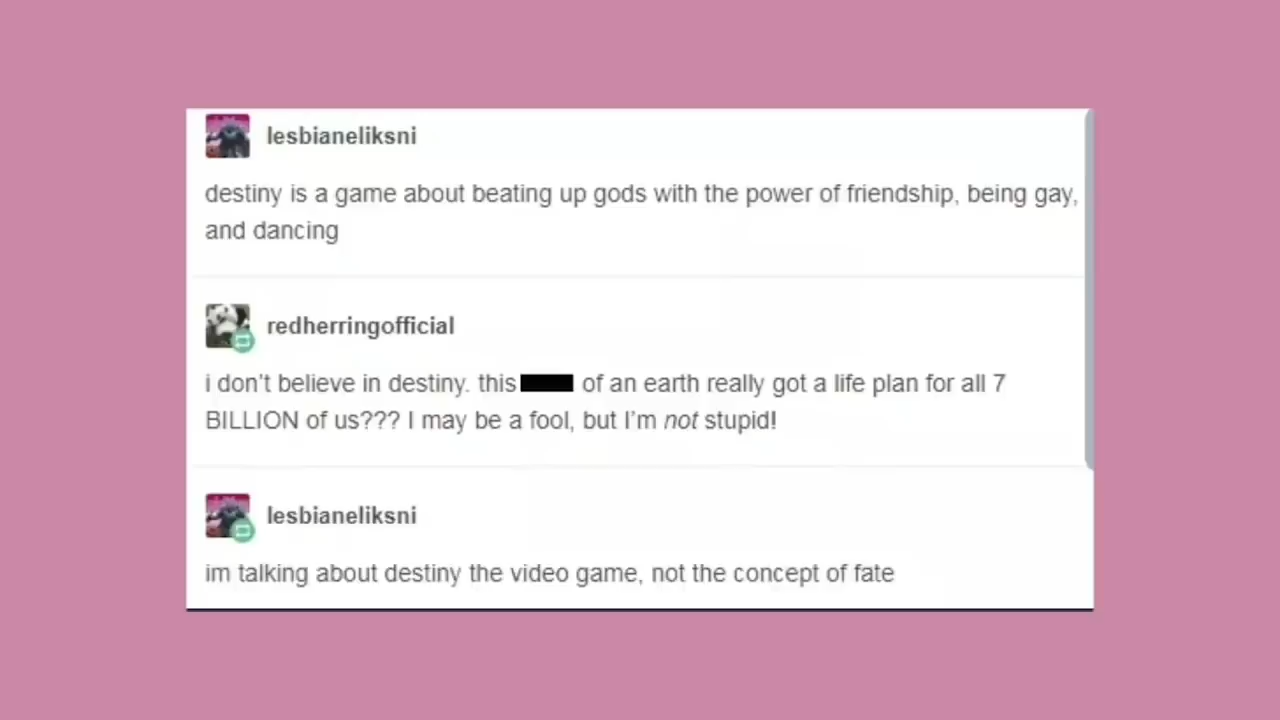 lesbianeliksni
destiny is a game about beating up gods with the power of friendship, being gay,
and dancing
redherringofficial
i don't believe in destiny. this of an earth really got a life plan for all 7
BILLION of us??? I may be a fool, but I'm not stupid!
lesbianeliksni
im talking about destiny the video game, not the concept of fate